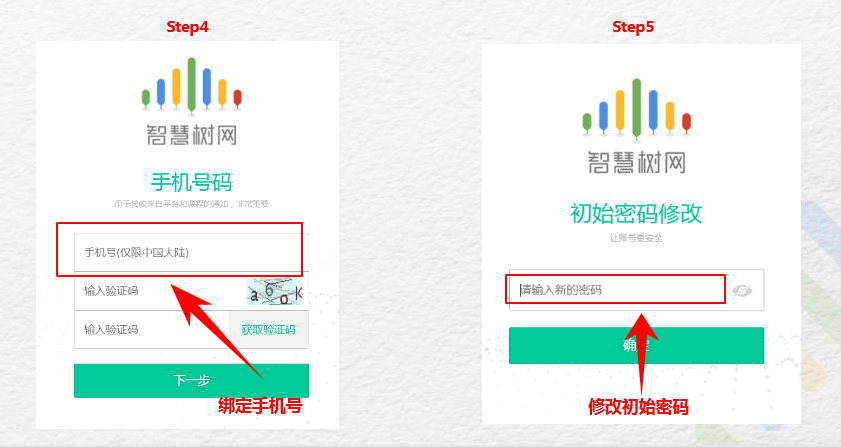 Step4
智慧树网
手机号码
用于接收来自平台和课程的通知，非常重要
手机号(仅限中国大陆)
输入验证码
a6oK
输入验证码
获取验证码
下一步
绑定手机号
Step5
智慧树网
初始密码修改
让账号更安全
请输入新的密码
确定
修改初始密码